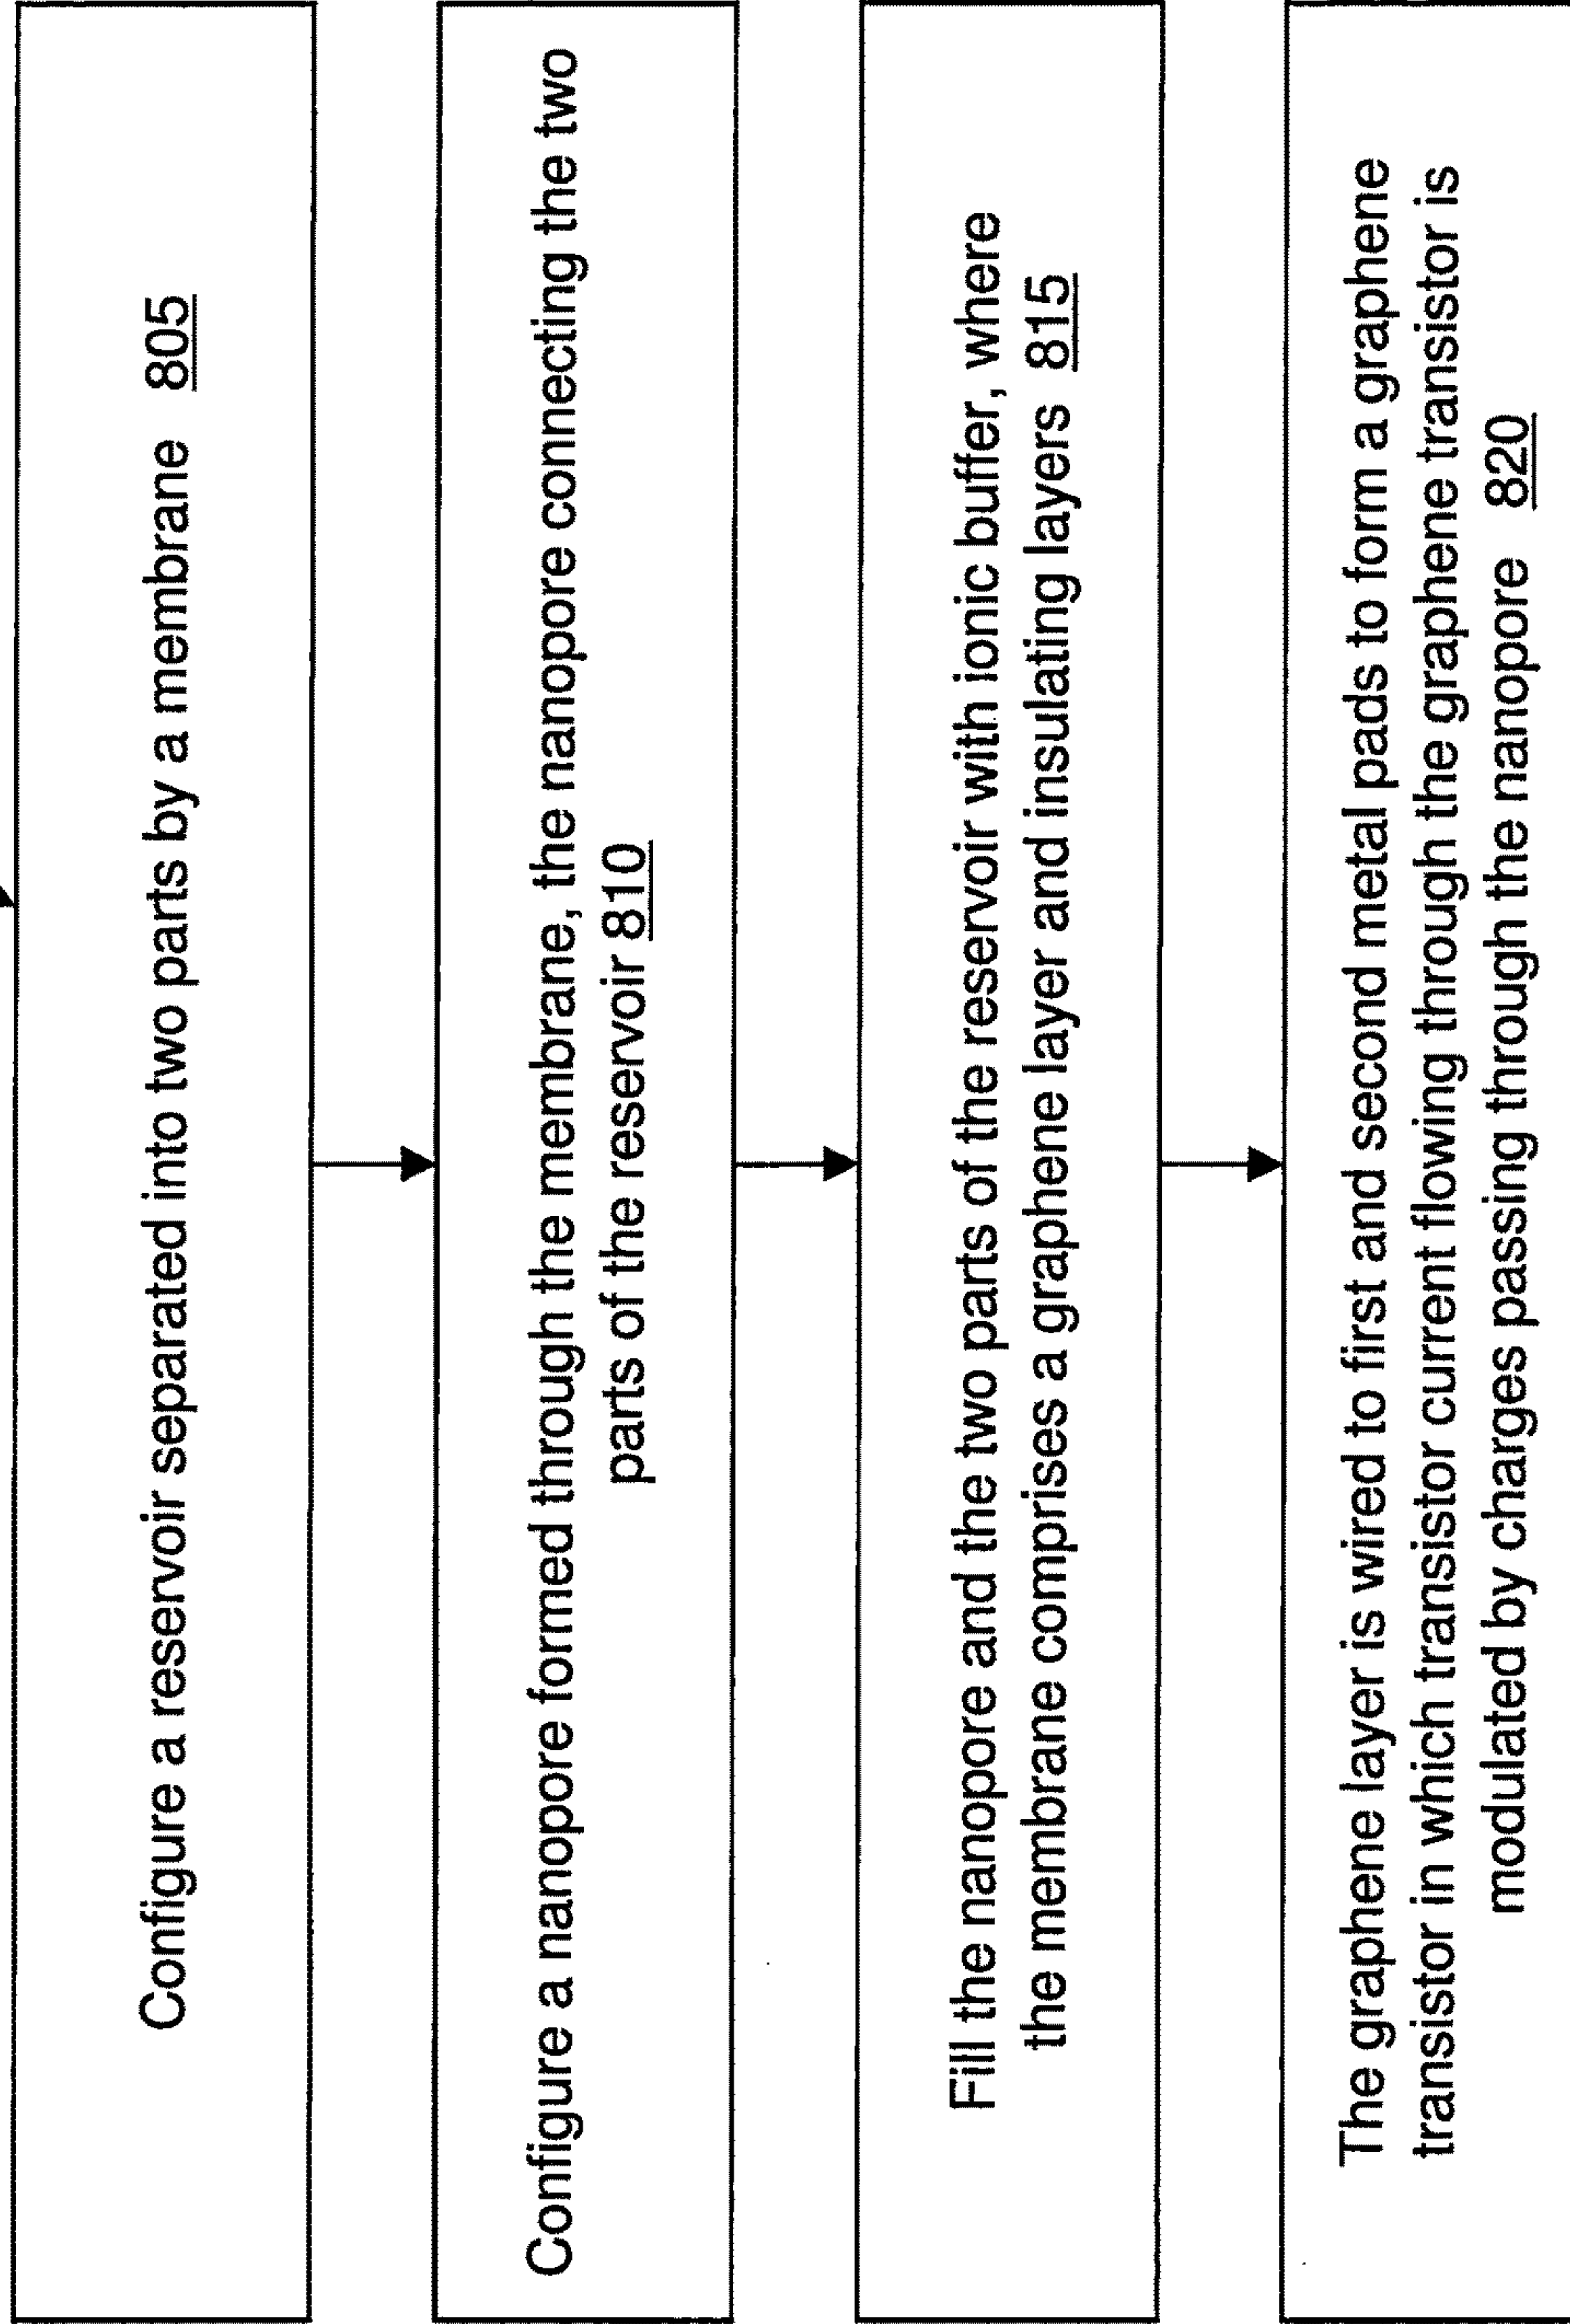 Configure a reservoir separated into two parts by a membrane 805
Configure a nanopore formed through the membrane, the nanopore connecting the two
parts of the reservoir 810
Fill the nanopore and the two parts of the reservoir with ionic buffer, where
the membrane comprises a graphene layer and insulating layers 815
The graphene layer is wired to first and second metal pads to form a graphene
transistor in which transistor current flowing through the graphene transistor is
modulated by charges passing through the nanopore 820